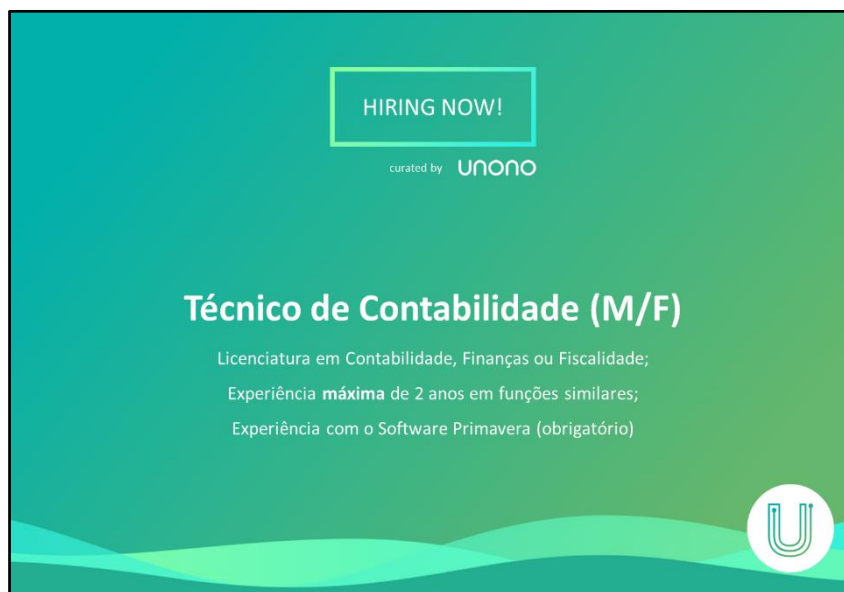 HIRING NOW!
curated by unono
Técnico de Contabilidade (M/F)
Licenciatura em Contabilidade, Finanças ou Fiscalidade;
Experiência máxima de 2 anos em funções similares;
Experiência com o Software Primavera (obrigatório)
U